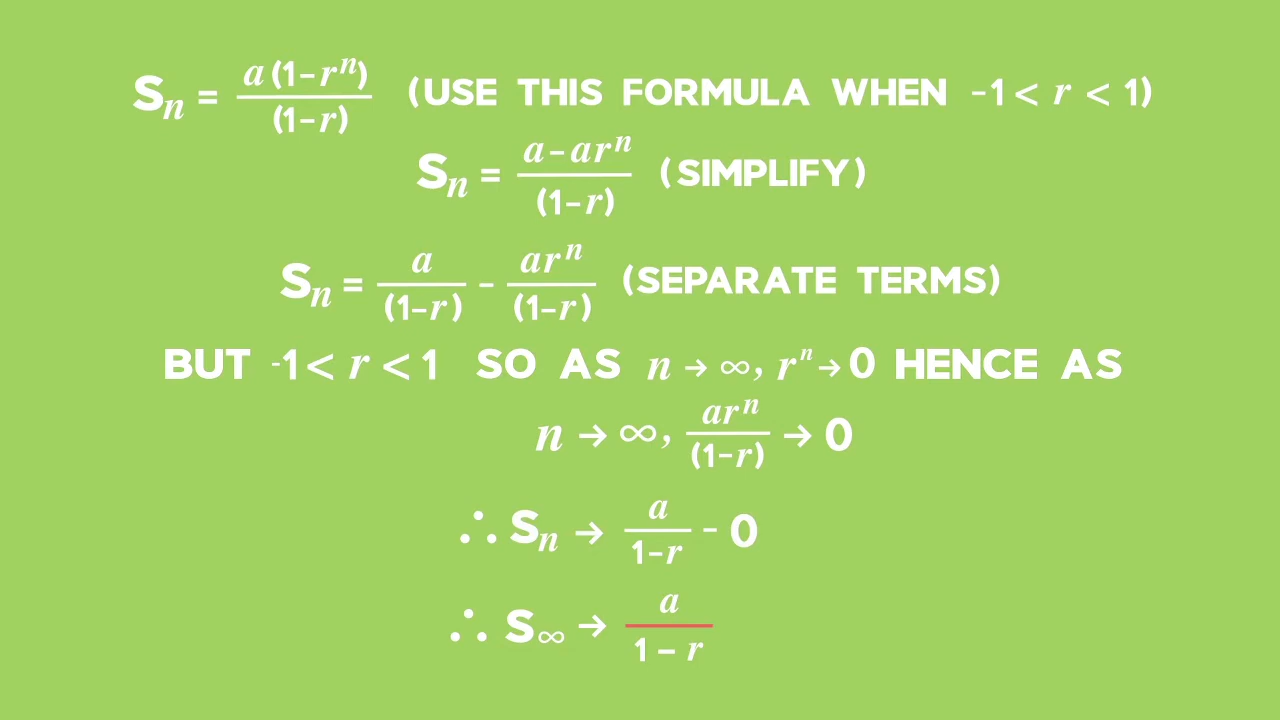 Sn = a(1-r^n)/(1-r) (USE THIS FORMULA WHEN -1 < r < 1)
Sn = a-ar^n/(1-r) (SIMPLIFY)
Sn = a/(1-r) - ar^n/(1-r) (SEPARATE TERMS)
BUT -1 < r < 1 SO AS n → ∞, r^n → 0 HENCE AS
n → ∞, ar^n/(1-r) → 0
∴ Sn → a/1-r - 0
∴ S∞ → a/1 - r